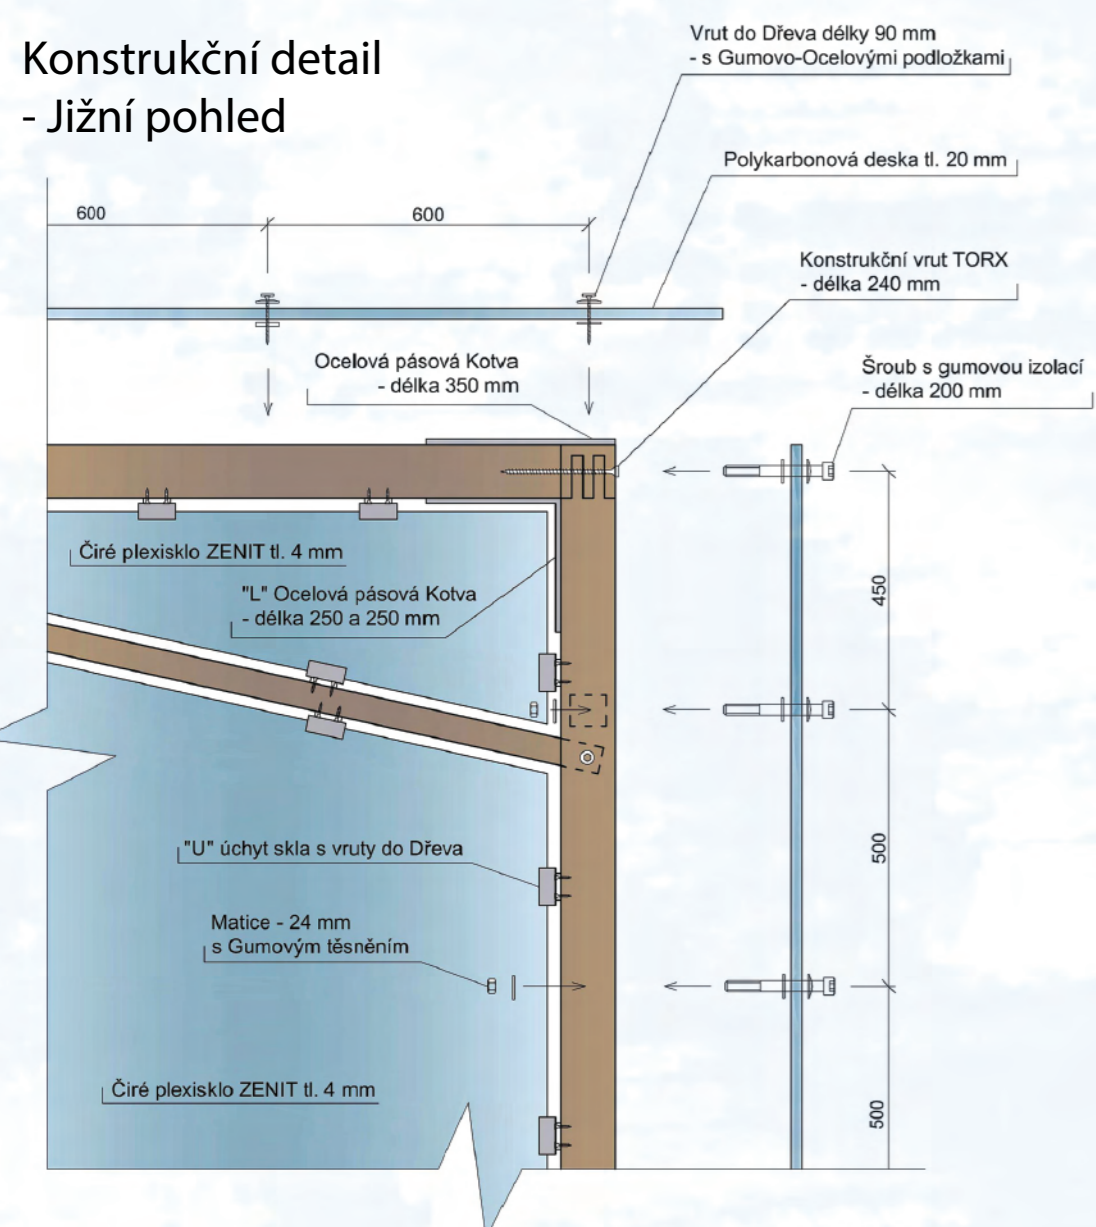 Konstrukční detail
- Jižní pohled
Vrut do Dřeva délky 90 mm
- s Gumovo-Ocelovými podložkami
Polykarbonová deska tl. 20 mm
600
600
Konstrukční vrut TORX
- délka 240 mm
Ocelová pásová Kotva
- délka 350 mm
Šroub s gumovou izolací
- délka 200 mm
Čiré plexisklo ZENIT tl. 4 mm
"L" Ocelová pásová Kotva
- délka 250 a 250 mm
450
"U" úchyt skla s vruty do Dřeva
500
Matice - 24 mm
s Gumovým těsněním
Čiré plexisklo ZENIT tl. 4 mm
500